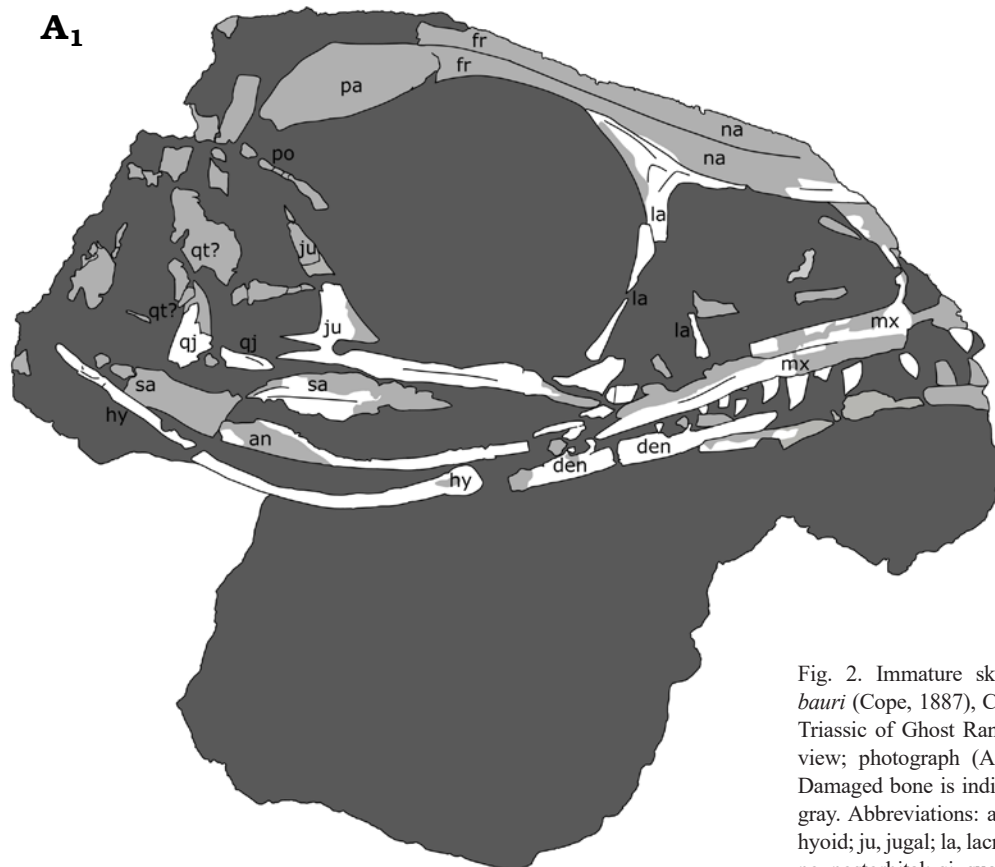 A1
fr
fr
pa
na
na
po
la
qt?
ju
la
qt?
ju
la
mx
qj
qj
mx
sa
sa
hy
an
den
den
hy
Fig. 2. Immature sk
bauri (Cope, 1887), C
Triassic of Ghost Ran
view; photograph (A
Damaged bone is indi
gray. Abbreviations: a
hyoid; ju, jugal; la, lacr